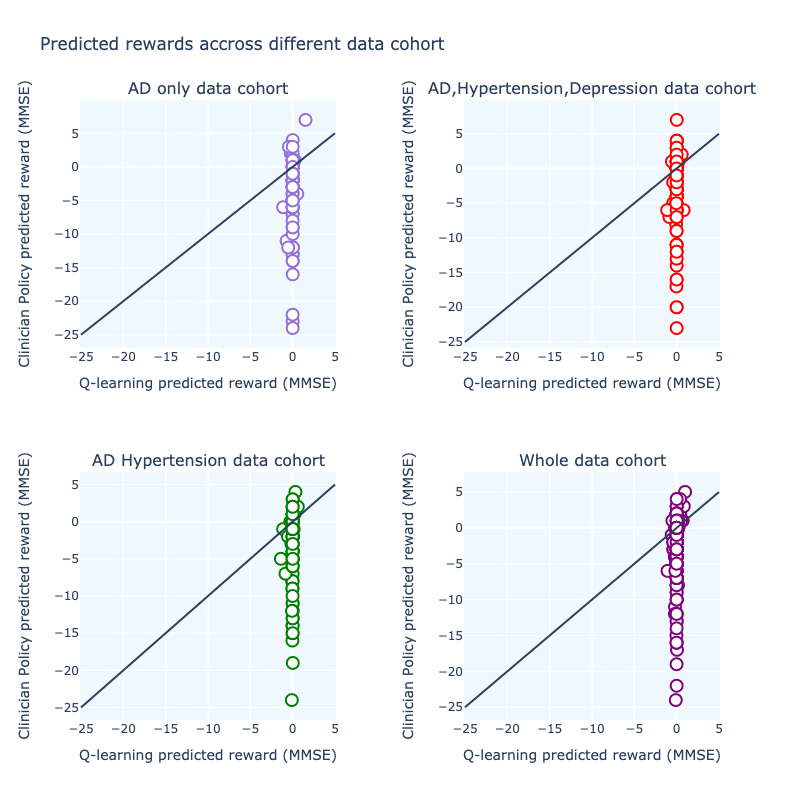 Predicted rewards accross different data cohort
AD only data cohort
Clinician Policy predicted reward (MMSE)
5
0
−5
−10
−15
−20
−25
−25 −20 −15 −10 −5 0 5
Q-learning predicted reward (MMSE)
AD,Hypertension,Depression data cohort
Clinician Policy predicted reward (MMSE)
5
0
−5
−10
−15
−20
−25
−25 −20 −15 −10 −5 0 5
Q-learning predicted reward (MMSE)
AD Hypertension data cohort
Clinician Policy predicted reward (MMSE)
5
0
−5
−10
−15
−20
−25
−25 −20 −15 −10 −5 0 5
Q-learning predicted reward (MMSE)
Whole data cohort
Clinician Policy predicted reward (MMSE)
5
0
−5
−10
−15
−20
−25
−25 −20 −15 −10 −5 0 5
Q-learning predicted reward (MMSE)